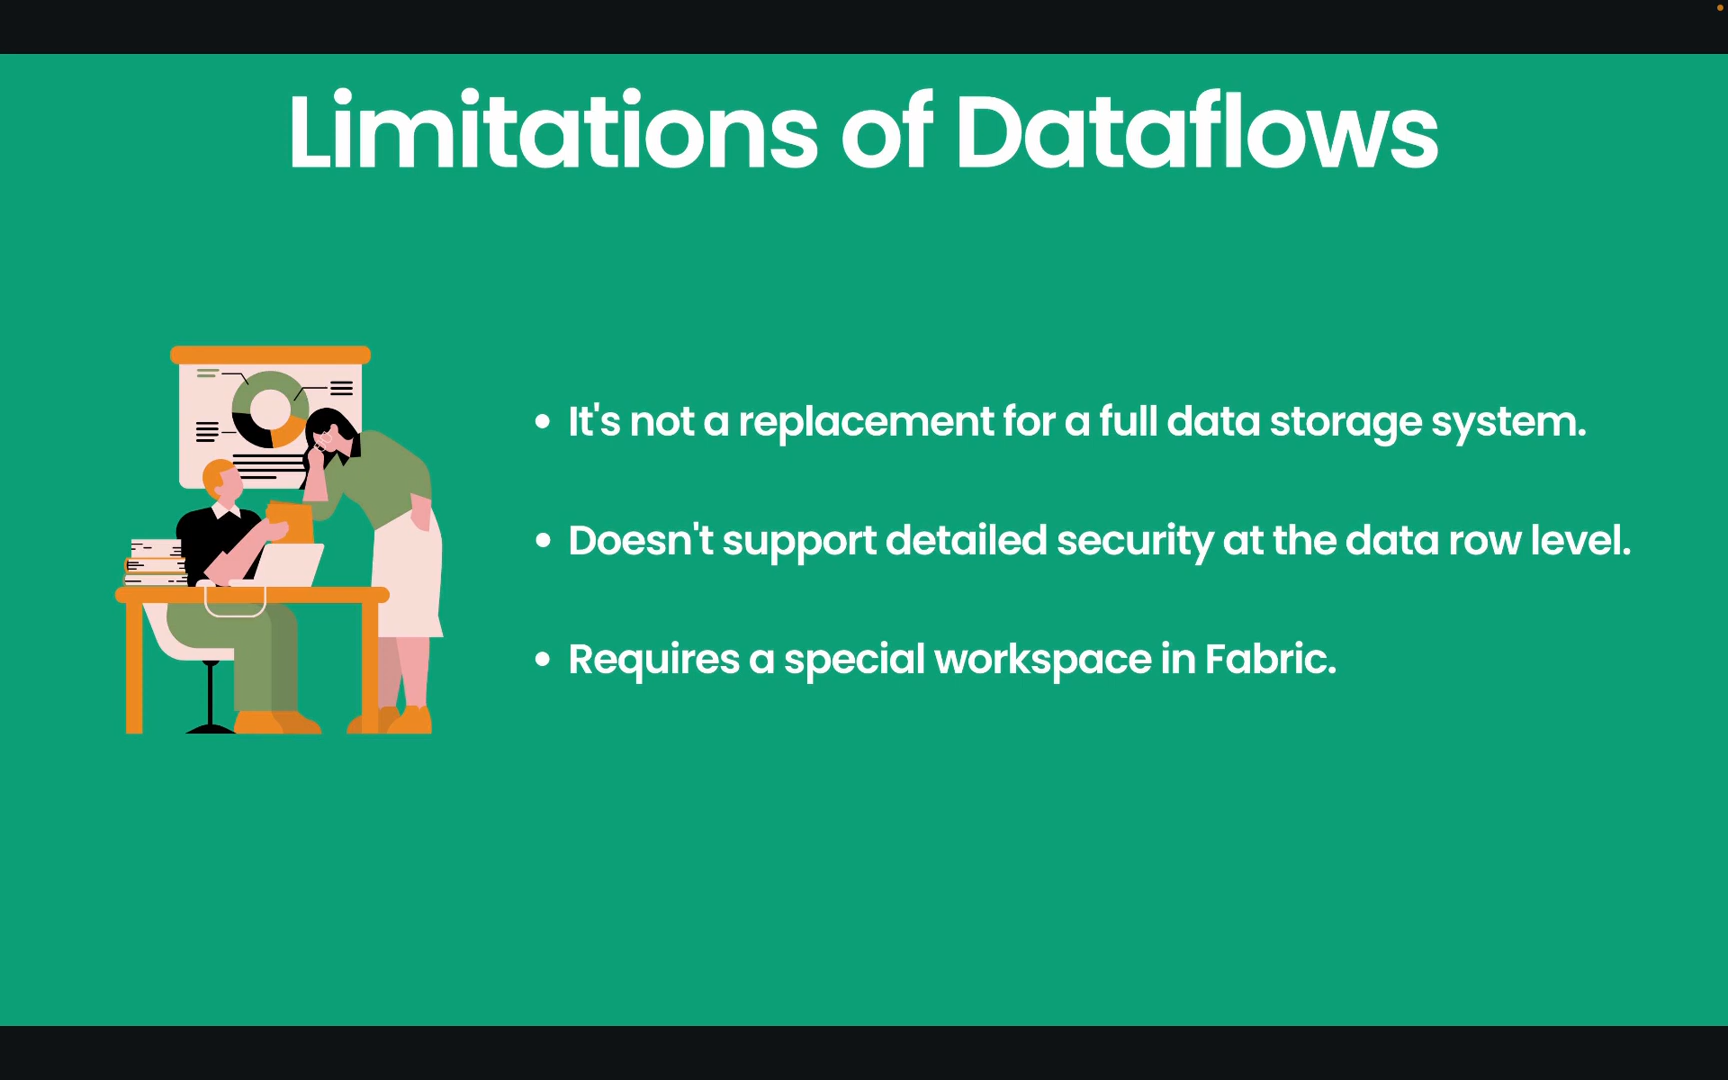 Limitations of Dataflows
• It's not a replacement for a full data storage system.
• Doesn't support detailed security at the data row level.
• Requires a special workspace in Fabric.